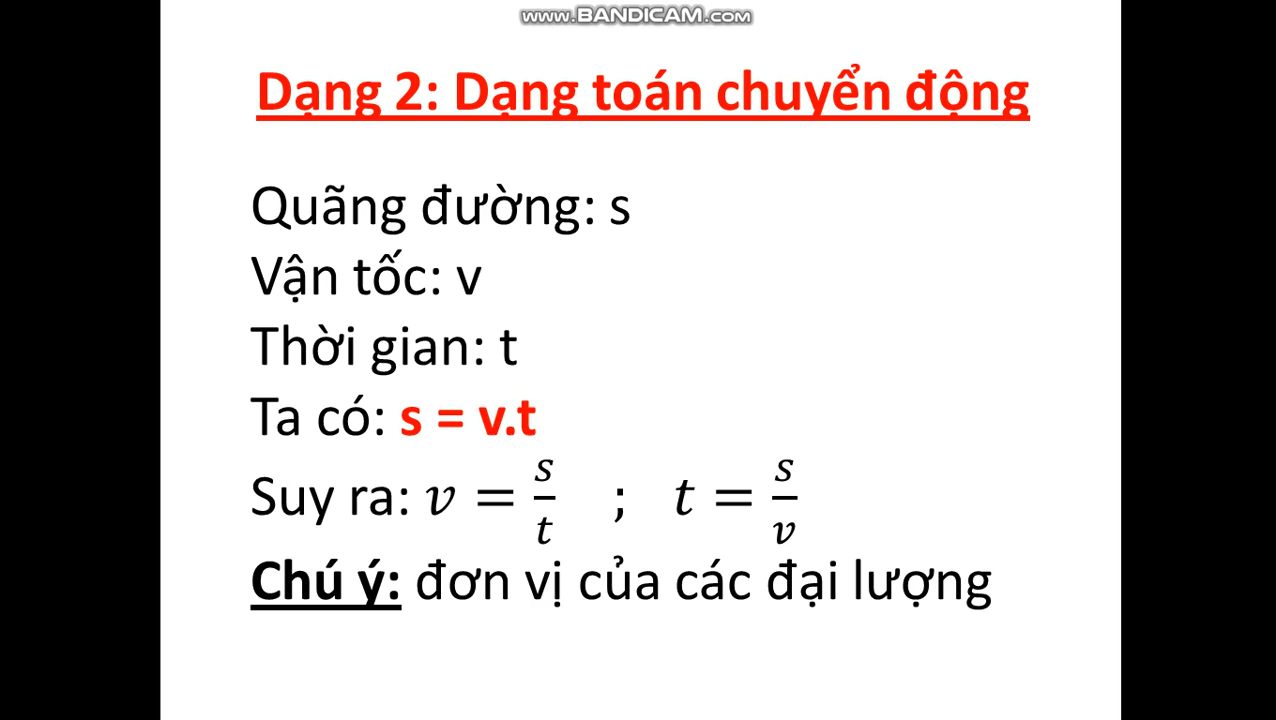 www.BANDICAM.com
Dạng 2: Dạng toán chuyển động
Quãng đường: s
Vận tốc: v
Thời gian: t
Ta có: s = v.t
Suy ra: v = s/t ; t = s/v
Chú ý: đơn vị của các đại lượng